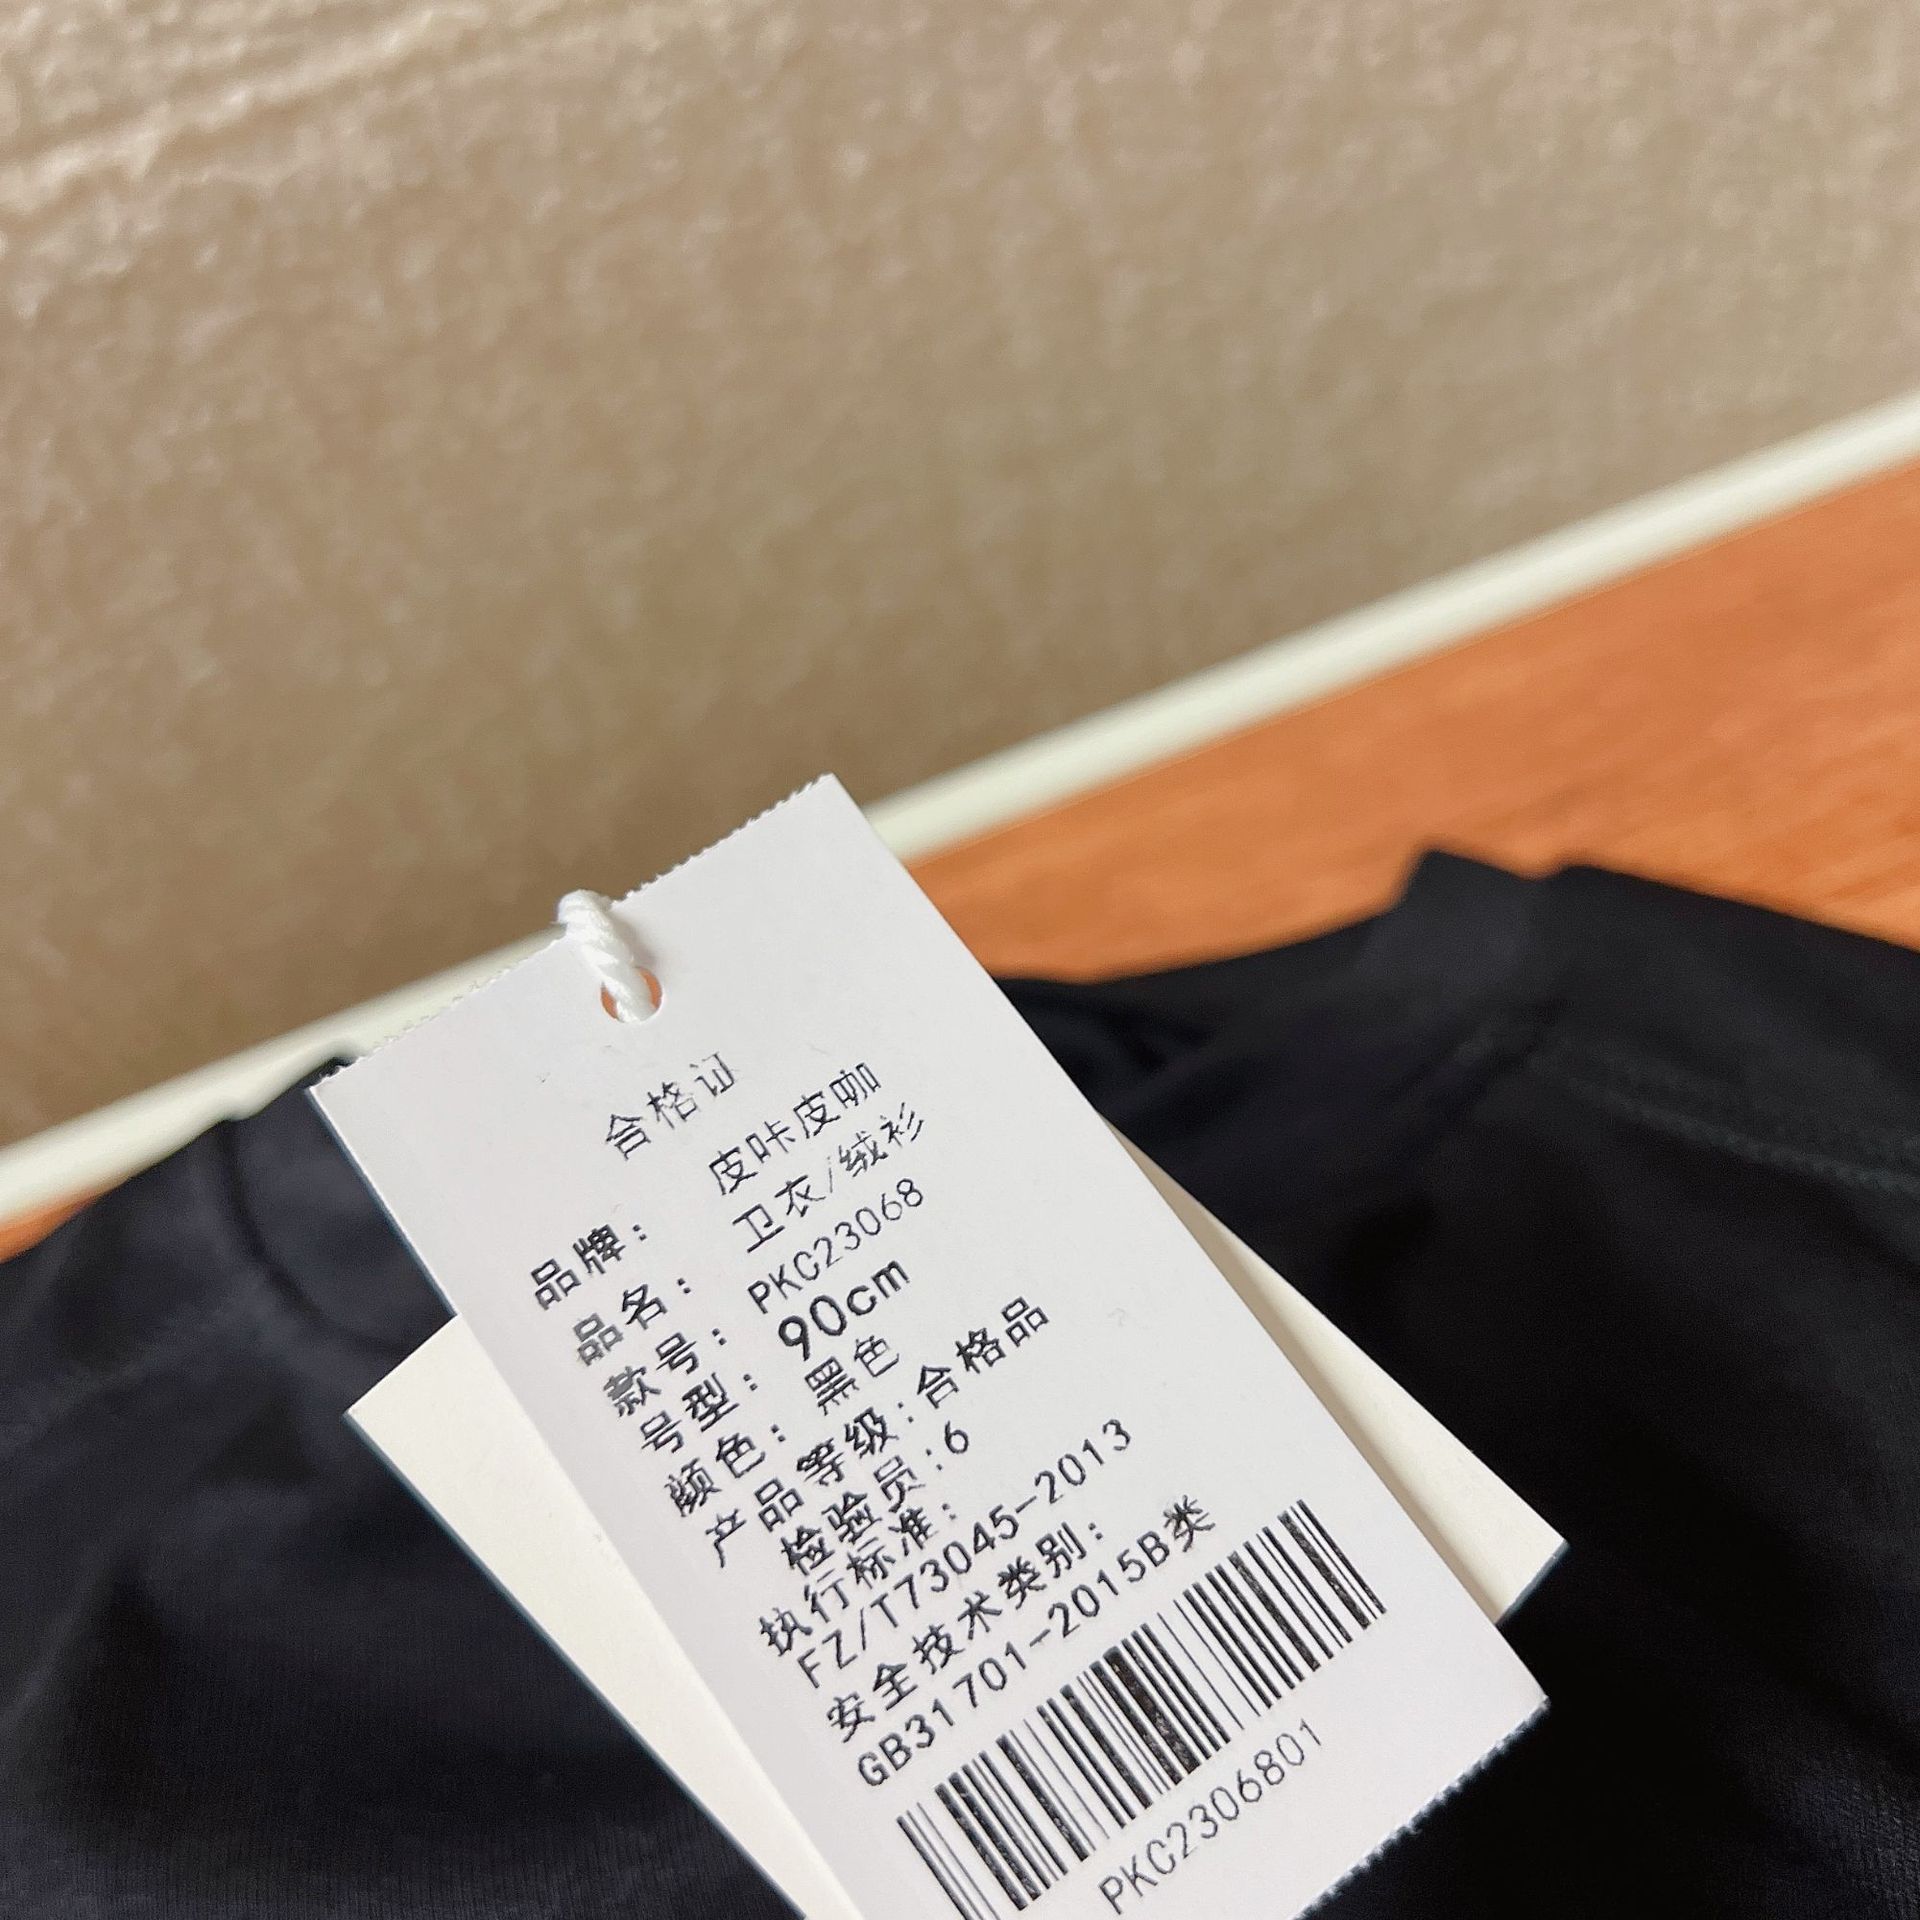 合格证
品牌： 皮咔皮咖
品名： 卫衣/绒衫
款号： PKC23068
号型： 90cm
颜色： 黑色
产品等级：合格品
检验员：6
执行标准：
FZ/T73045-2013
安全技术类别：
GB31701-2015B类
PKC2306801